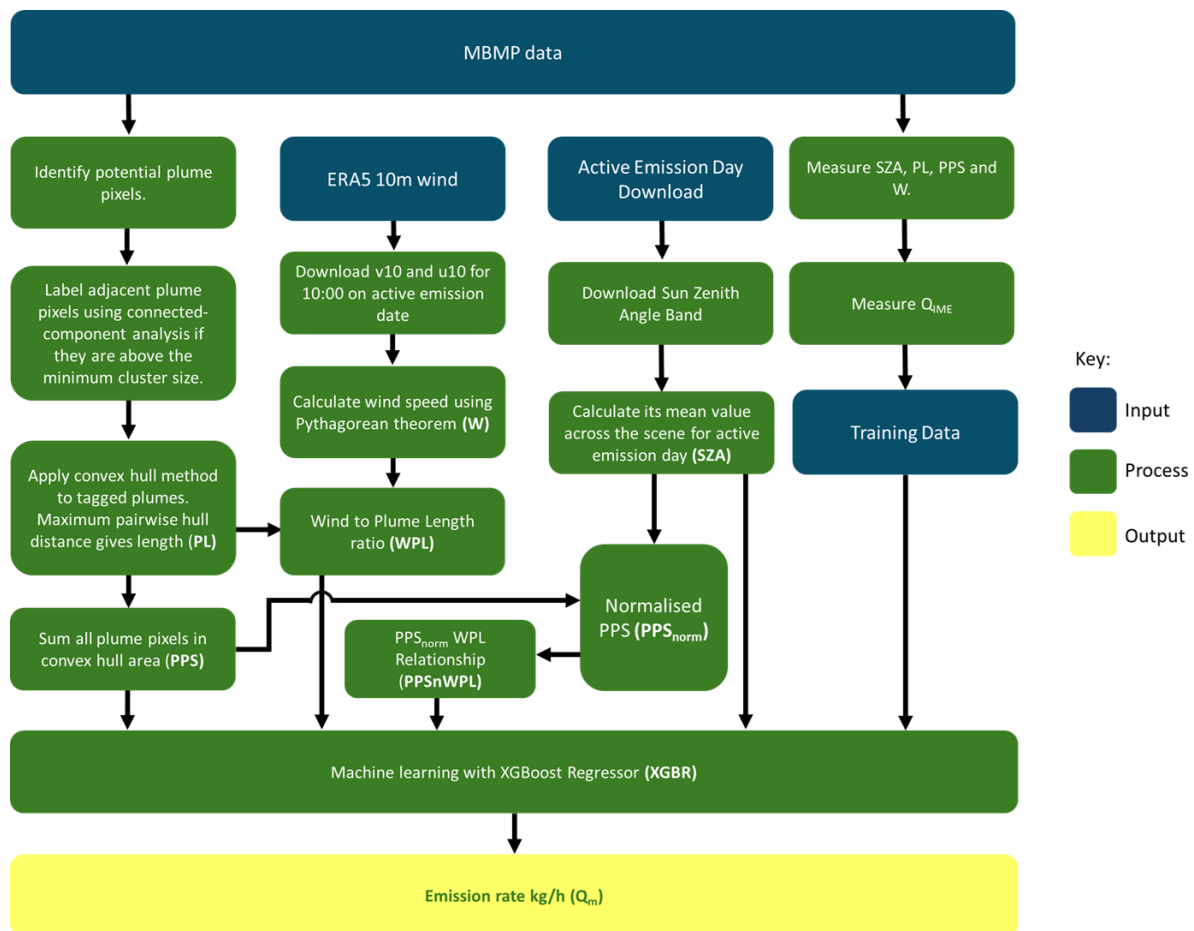 MBMP data
Identify potential plume
pixels.
Label adjacent plume
pixels using connected-
component analysis if
they are above the
minimum cluster size.
Apply convex hull method
to tagged plumes.
Maximum pairwise hull
distance gives length (PL)
Sum all plume pixels in
convex hull area (PPS)
ERA5 10m wind
Download v10 and u10 for
10:00 on active emission
date
Calculate wind speed using
Pythagorean theorem (W)
Wind to Plume Length
ratio (WPL)
Active Emission Day
Download
Download Sun Zenith
Angle Band
Calculate its mean value
across the scene for active
emission day (SZA)
Normalised
PPS (PPSnorm)
PPSnorm WPL
Relationship
(PPSnWPL)
Measure SZA, PL, PPS and
W.
Measure QIME
Training Data
Machine learning with XGBoost Regressor (XGBR)
Emission rate kg/h (Qm)
Key:
Input
Process
Output